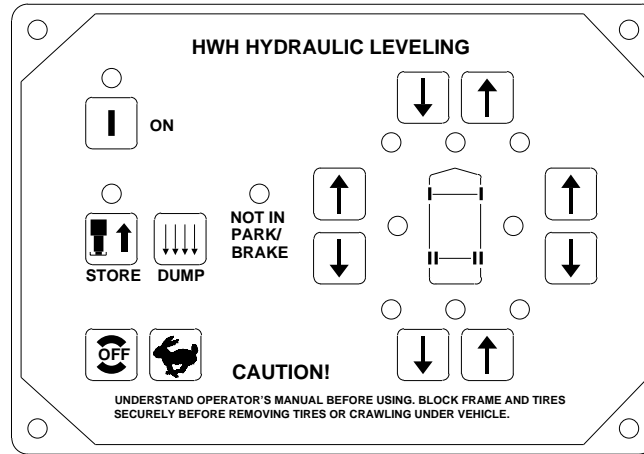 HWH HYDRAULIC LEVELING
ON
NOT IN
PARK/
BRAKE
STORE DUMP
OFF
CAUTION!
UNDERSTAND OPERATOR'S MANUAL BEFORE USING. BLOCK FRAME AND TIRES
SECURELY BEFORE REMOVING TIRES OR CRAWLING UNDER VEHICLE.